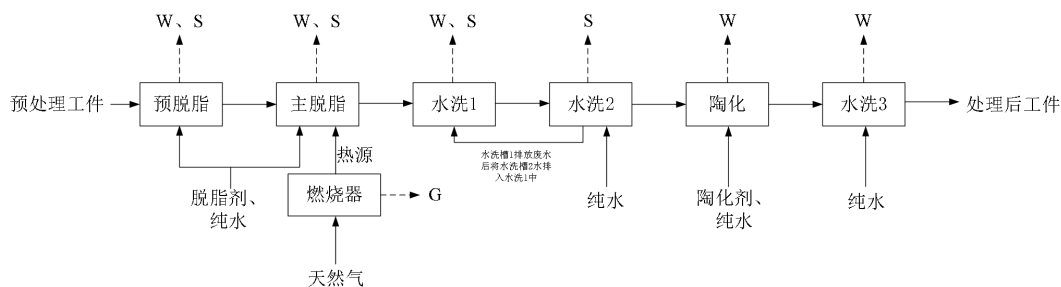 W、S
W、S
W、S
S
W
W
预处理工件
预脱脂
主脱脂
水洗1
水洗2
陶化
水洗3
处理后工件
水洗槽1排放废水
后将水洗槽2水排
入水洗1中
热源
脱脂剂、
纯水
燃烧器
G
纯水
陶化剂、
纯水
纯水
天然气